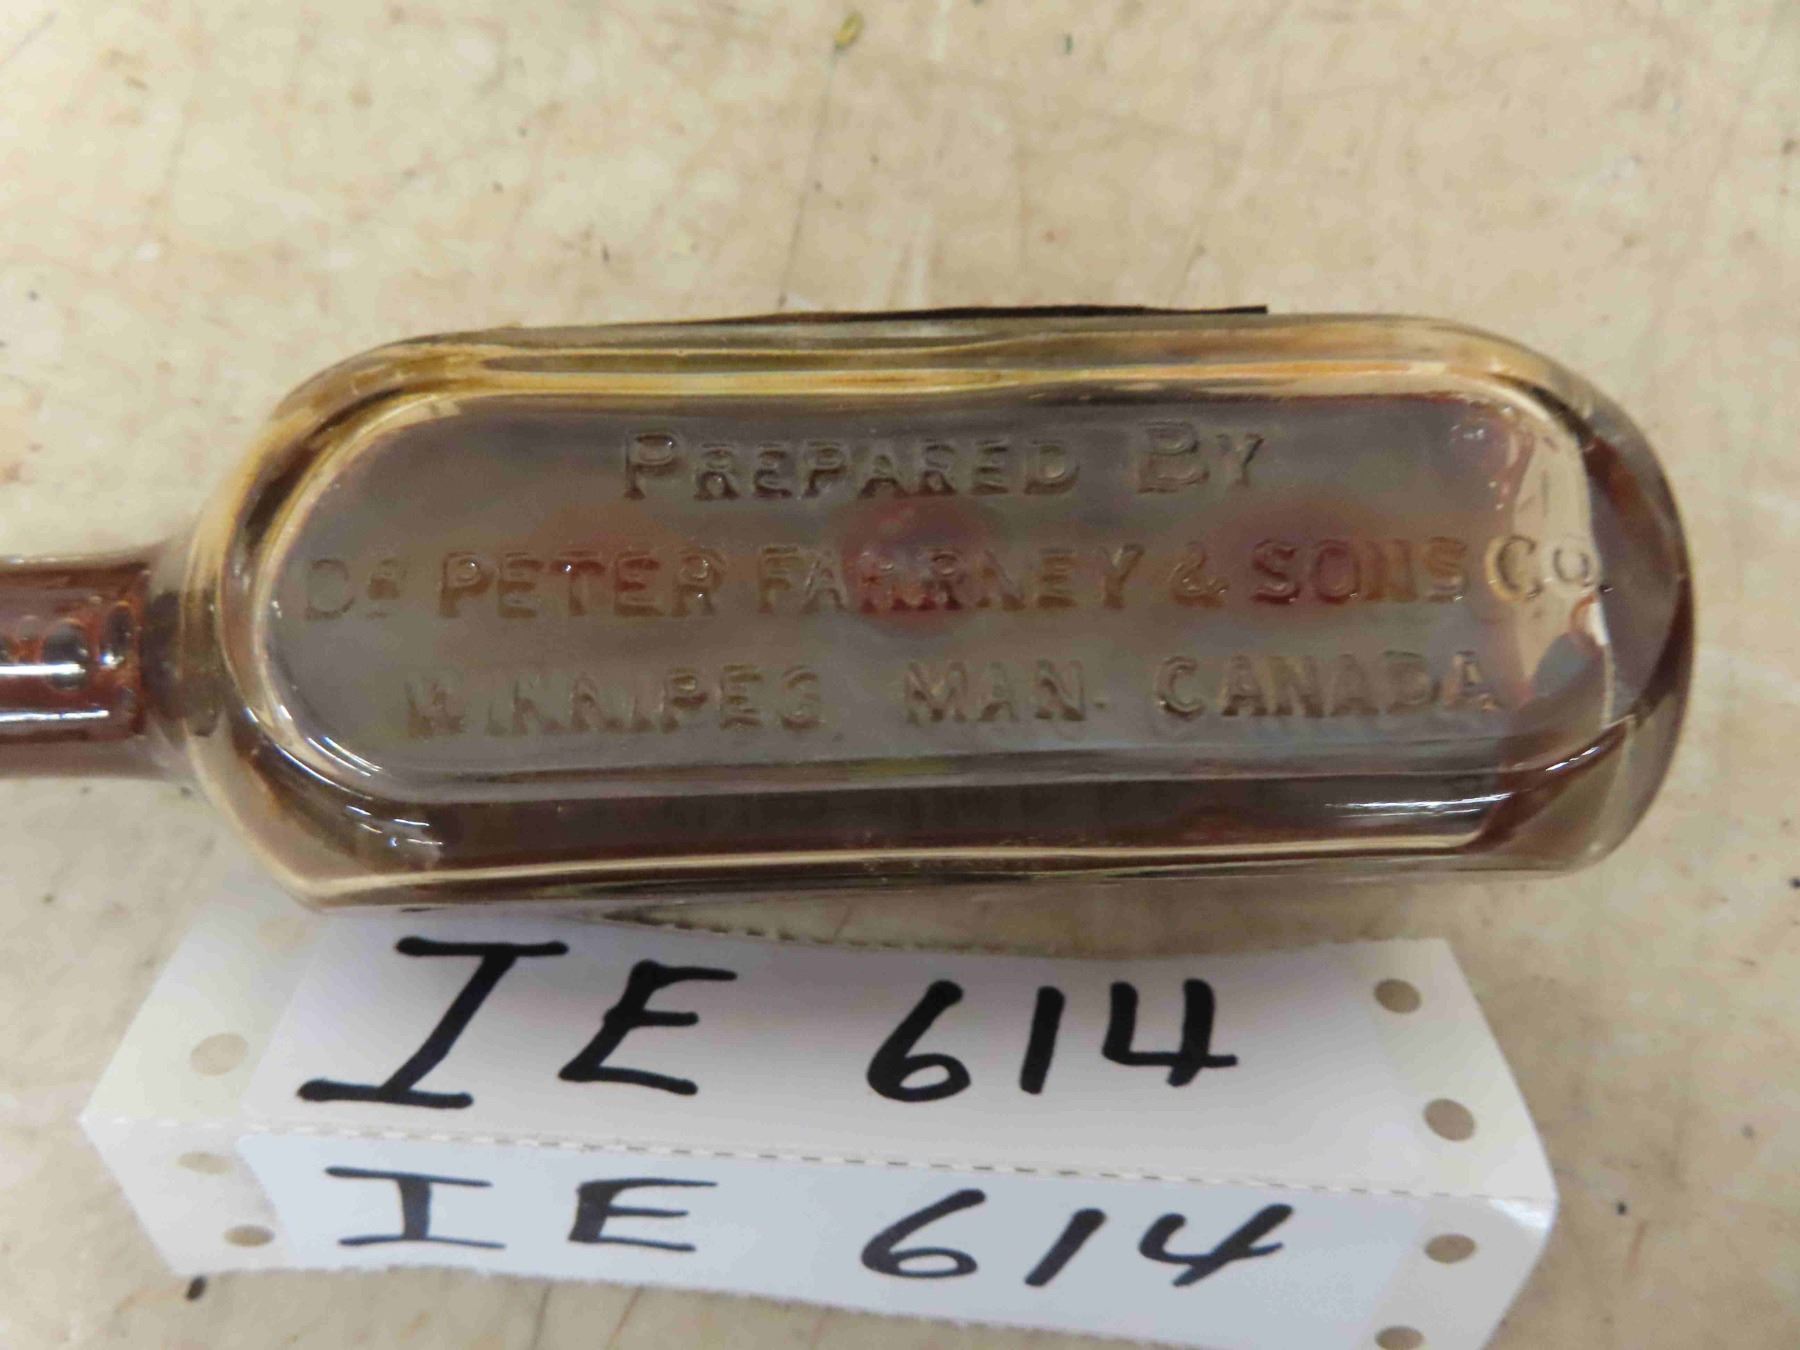 PREPARED BY
DR PETER FAHRNEY & SONS CO.
WINNIPEG MAN. CANADA
IE 614
IE 614